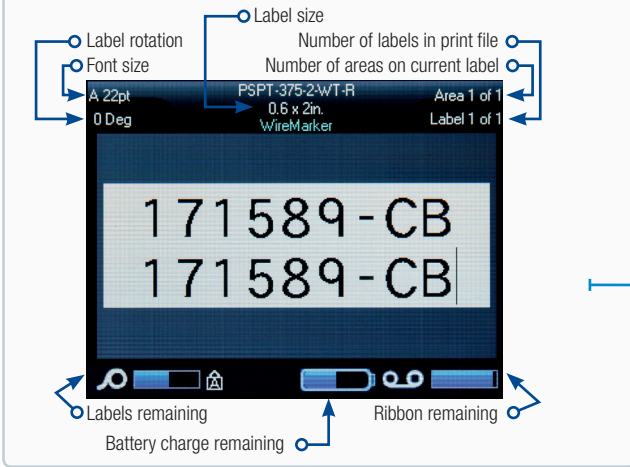 Label size
Label rotation
Number of labels in print file
Font size
Number of areas on current label
A 22pt
PSPT-375-2-WT-R
Area 1 of 1
0.6 x 2in.
0 Deg
Label 1 of 1
WireMarker
171589-CB
171589-CB
A
Labels remaining
Ribbon remaining
Battery charge remaining